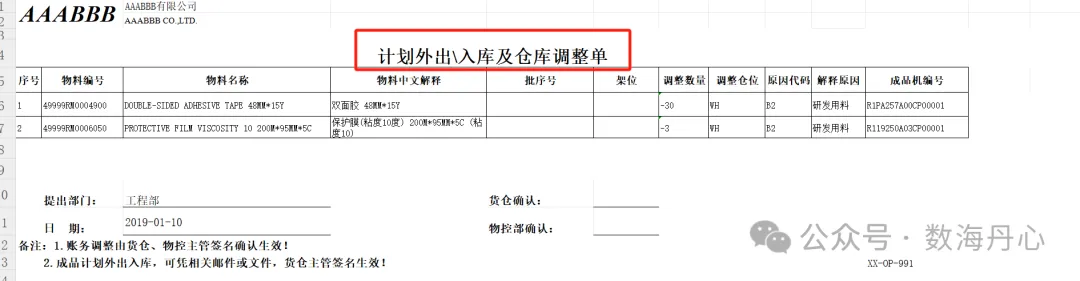 AAABBB AAABBB有限公司
AAABBB CO.,LTD.
计划外出\入库及仓库调整单
序号 物料编号 物料名称 物料中文解释 批序号 架位 调整数量 调整仓位 原因代码 解释原因 成品机编号
1 49999RM0004900 DOUBLE-SIDED ADHESIVE TAPE 48MM*15Y 双面胶 48MM*15Y -30 WH B2 研发用料 R1PA257A00CP00001
2 49999RM0006050 PROTECTIVE FILM VISCOSITY 10 200M*95MM*5C 保护膜(粘度10度) 200M*95MM*5C (粘度10) -3 WH B2 研发用料 R119250A03CP00001
提出部门： 工程部 货仓确认：
日 期： 2019-01-10 物控部确认：
备注：1.账务调整由货仓、物控主管签名确认生效！
2.成品计划外出入库，可凭相关邮件或文件，货仓主管签名生效！
XX-OP-991
公众号 · 数海丹心